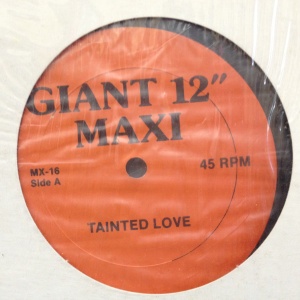 GIANT 12"
MAXI
MX-16
Side A
45 RPM
TAINTED LOVE